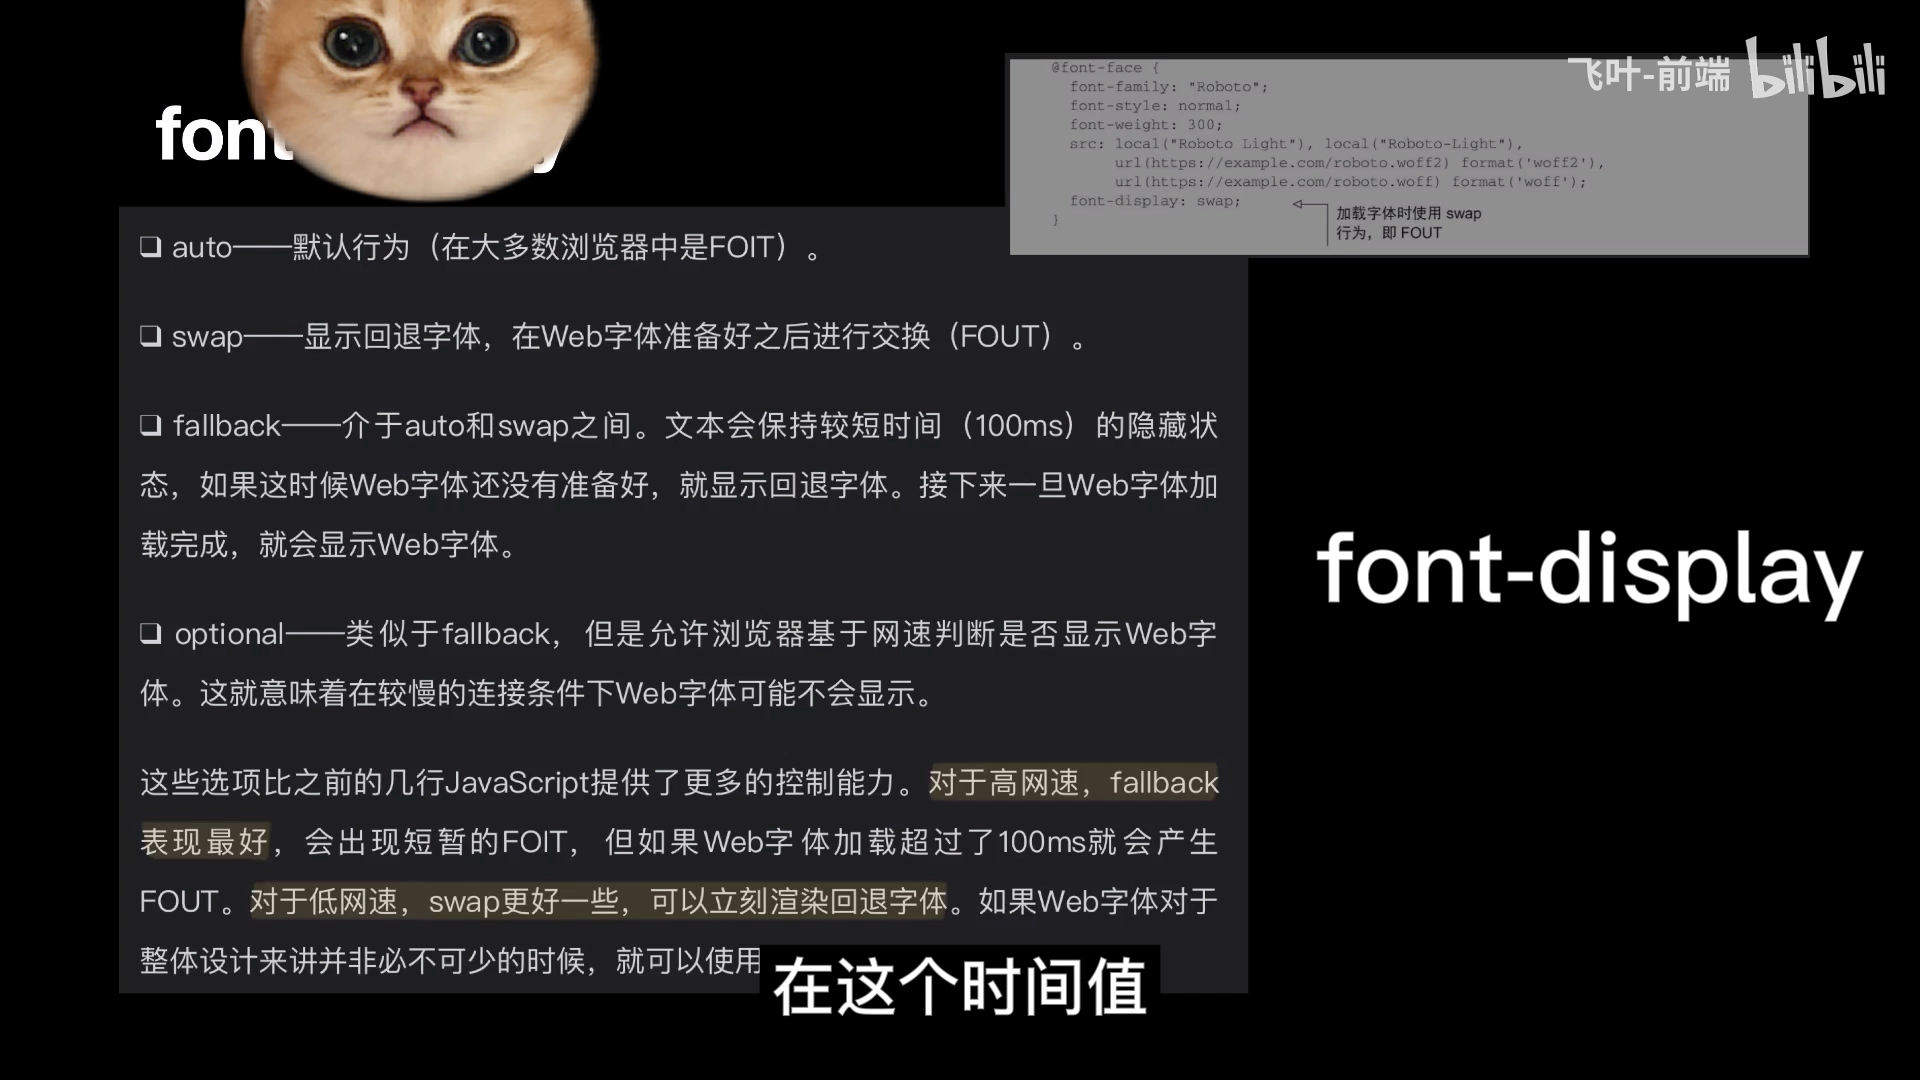 飞叶-前端 bilibili
@font-face {
font-family: "Roboto";
font-style: normal;
font-weight: 300;
src: local("Roboto Light"), local("Roboto-Light"),
url(https://example.com/roboto.woff2) format('woff2'),
url(https://example.com/roboto.woff) format('woff');
font-display: swap;
}
加载字体时使用 swap
行为，即 FOUT
❑ auto——默认行为（在大多数浏览器中是FOIT）。
❑ swap——显示回退字体，在Web字体准备好之后进行交换（FOUT）。
❑ fallback——介于auto和swap之间。文本会保持较短时间（100ms）的隐藏状
态，如果这时候Web字体还没有准备好，就显示回退字体。接下来一旦Web字体加
载完成，就会显示Web字体。
❑ optional——类似于fallback，但是允许浏览器基于网速判断是否显示Web字
体。这就意味着在较慢的连接条件下Web字体可能不会显示。
这些选项比之前的几行JavaScript提供了更多的控制能力。对于高网速，fallback
表现最好，会出现短暂的FOIT，但如果Web字体加载超过了100ms就会产生
FOUT。对于低网速，swap更好一些，可以立刻渲染回退字体。如果Web字体对于
整体设计来讲并非必不可少的时候，就可以使用
font-display
在这个时间值